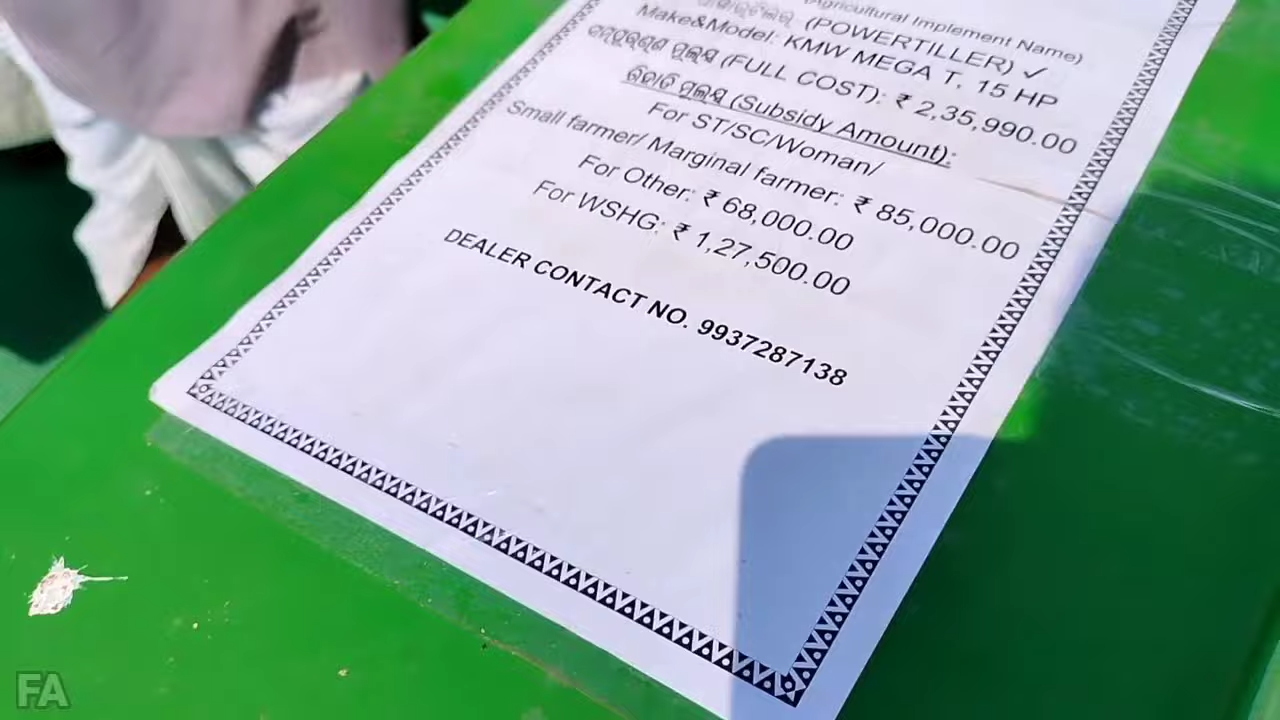 (Agricultural Implement Name)
(POWERTILLER) ✓
Make&Model: KMW MEGA T, 15 HP
ମୂଲ୍ୟ (FULL COST): ₹ 2,35,990.00
ରିହାତି ମୂଲ୍ୟ (Subsidy Amount):
For ST/SC/Woman/
Small farmer/ Marginal farmer: ₹ 85,000.00
For Other: ₹ 68,000.00
For WSHG: ₹ 1,27,500.00
DEALER CONTACT NO. 9937287138
FA